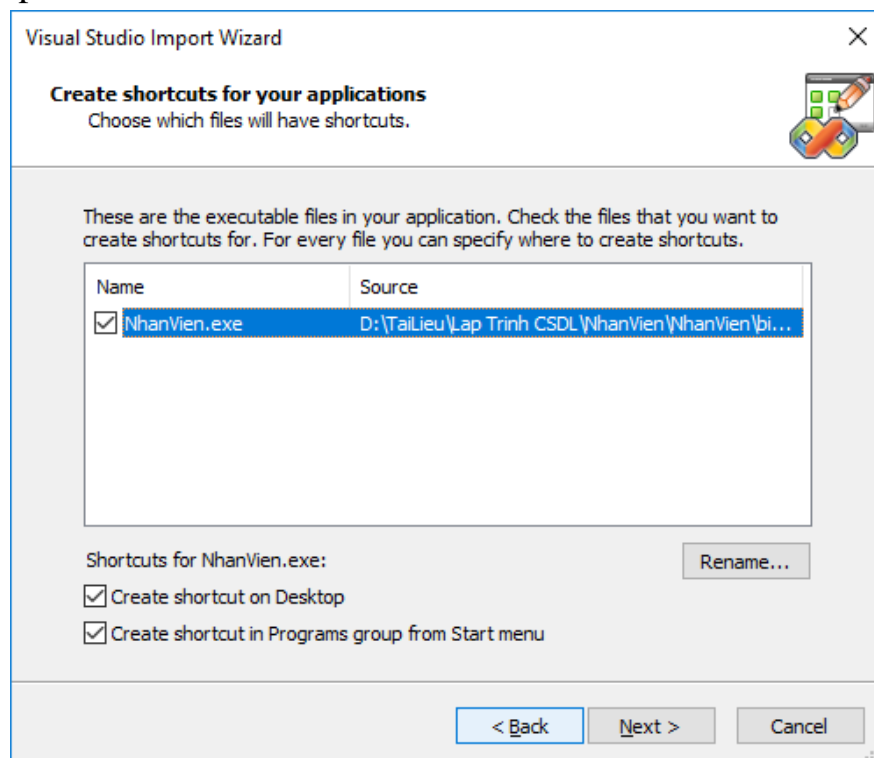 Visual Studio Import Wizard
Create shortcuts for your applications
Choose which files will have shortcuts.
These are the executable files in your application. Check the files that you want to
create shortcuts for. For every file you can specify where to create shortcuts.
Name Source
NhanVien.exe D:\TaiLieu\Lap Trinh CSDL\NhanVien\NhanVien\bi...
Shortcuts for NhanVien.exe:
Rename...
Create shortcut on Desktop
Create shortcut in Programs group from Start menu
< Back Next > Cancel